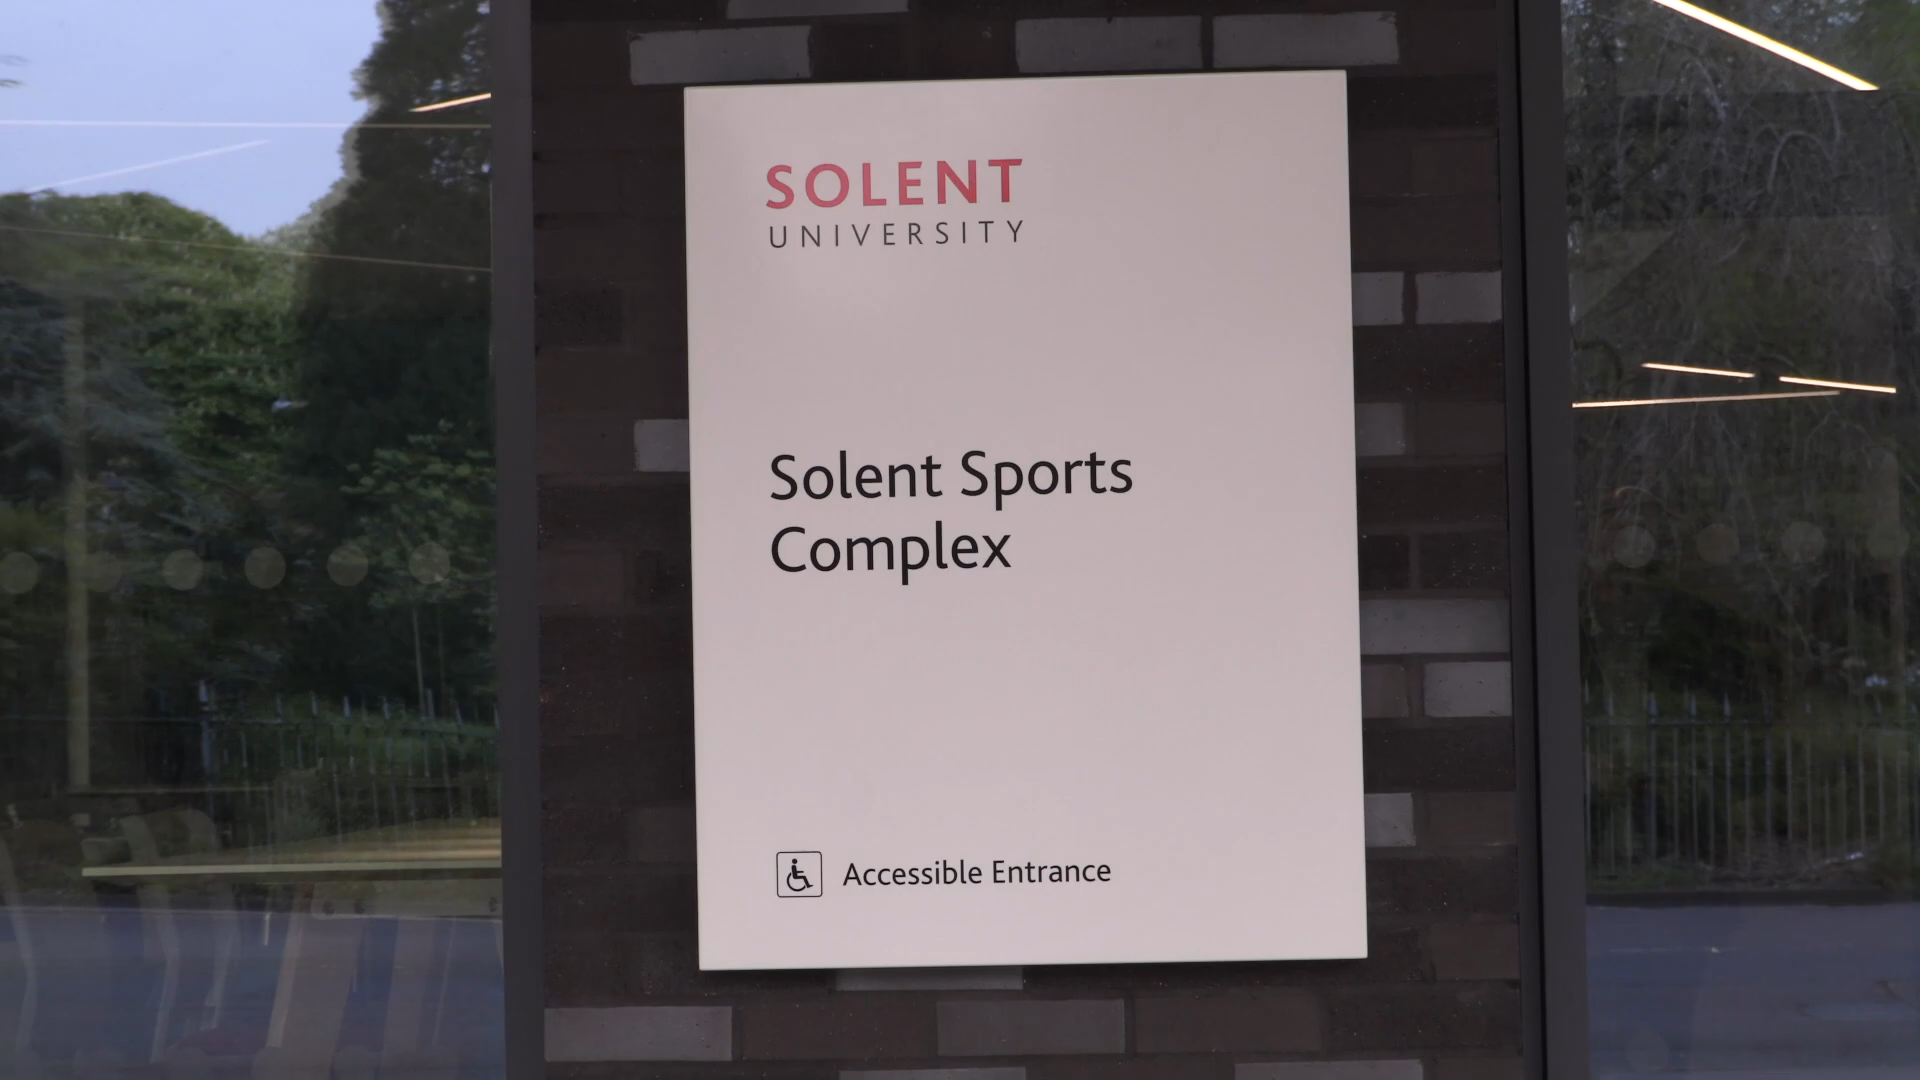 SOLENT
UNIVERSITY
Solent Sports
Complex
Accessible Entrance